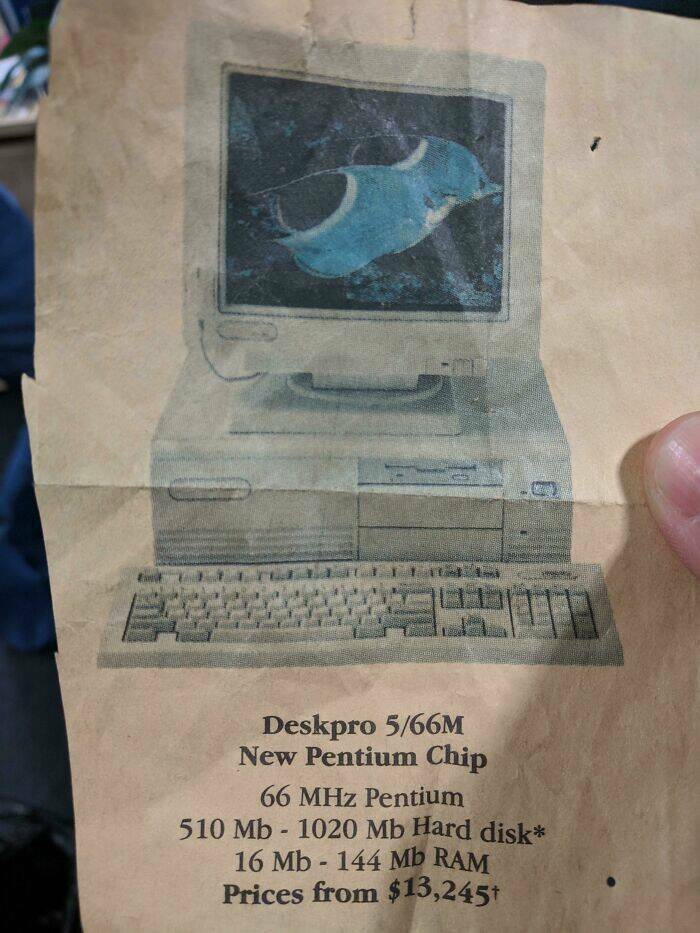 Deskpro 5/66M
New Pentium Chip
66 MHz Pentium
510 Mb - 1020 Mb Hard disk*
16 Mb - 144 Mb RAM
Prices from $13,245†